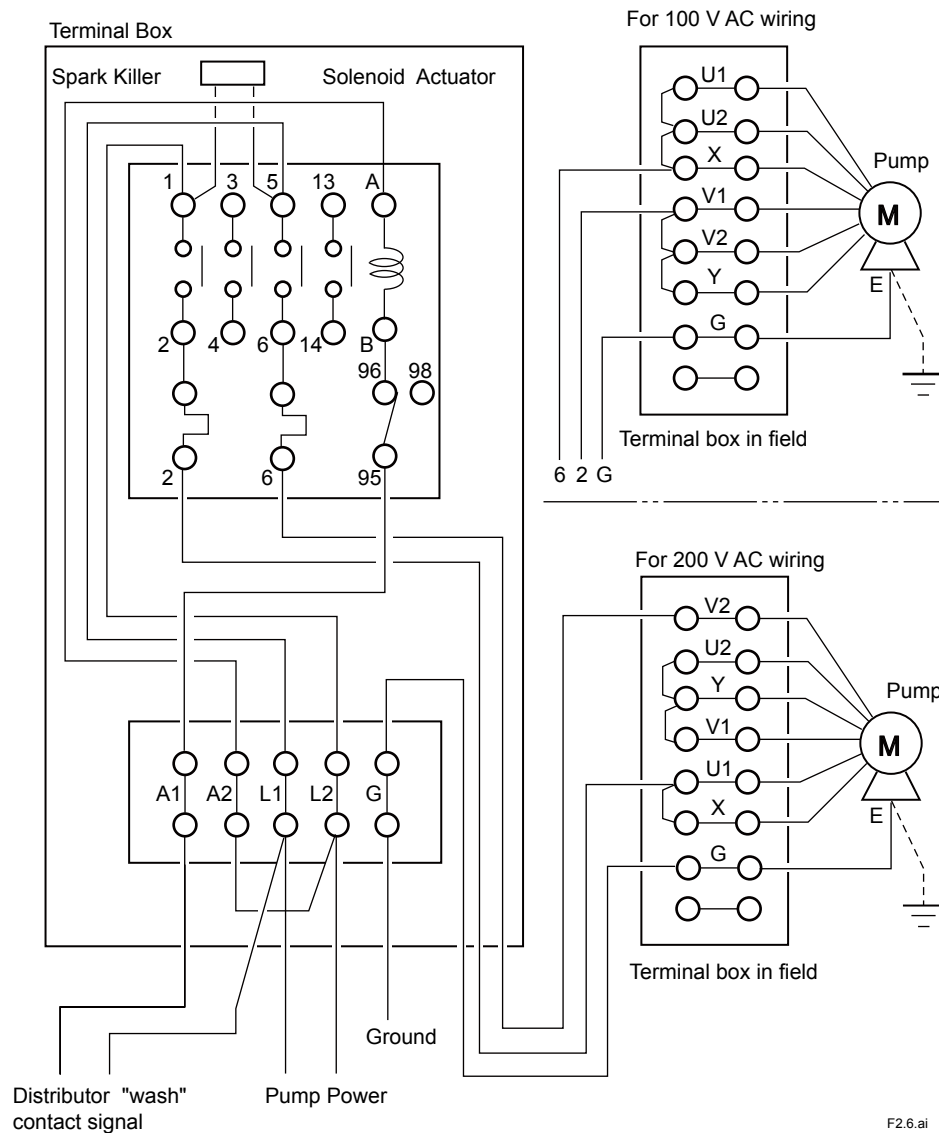 Terminal Box
Spark Killer
Solenoid Actuator
1 3 5 13 A
2 4 6 14 B
96 98
2 6 95
A1 A2 L1 L2 G
Ground
Distributor "wash"
contact signal
Pump Power
For 100 V AC wiring
U1
U2
X
V1
V2
Y
G
Pump
M
E
Terminal box in field
6 2 G
For 200 V AC wiring
V2
U2
Y
V1
U1
X
G
Pump
M
E
Terminal box in field
F2.6.ai